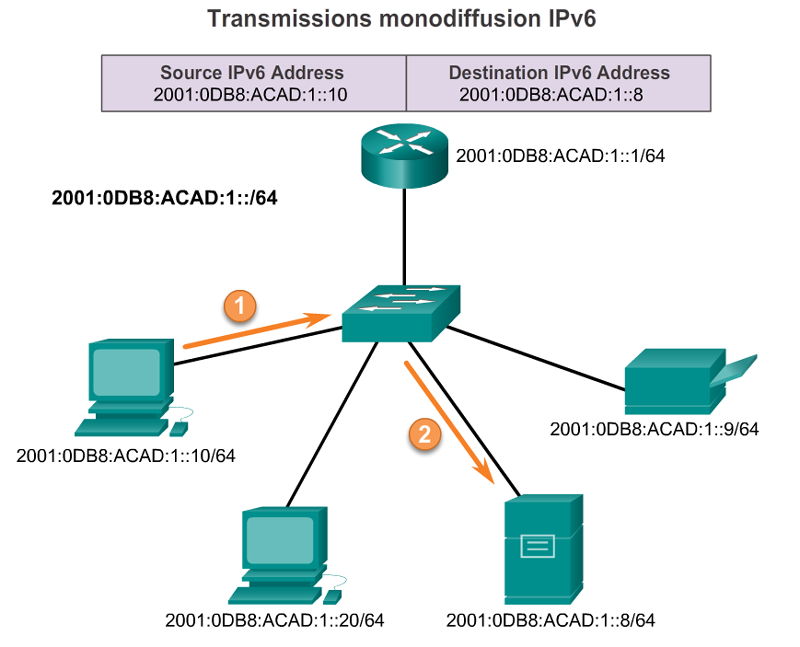 Transmissions monodiffusion IPv6
Source IPv6 Address
2001:0DB8:ACAD:1::10
Destination IPv6 Address
2001:0DB8:ACAD:1::8
2001:0DB8:ACAD:1::1/64
2001:0DB8:ACAD:1::/64
1
2
2001:0DB8:ACAD:1::9/64
2001:0DB8:ACAD:1::10/64
2001:0DB8:ACAD:1::20/64
2001:0DB8:ACAD:1::8/64